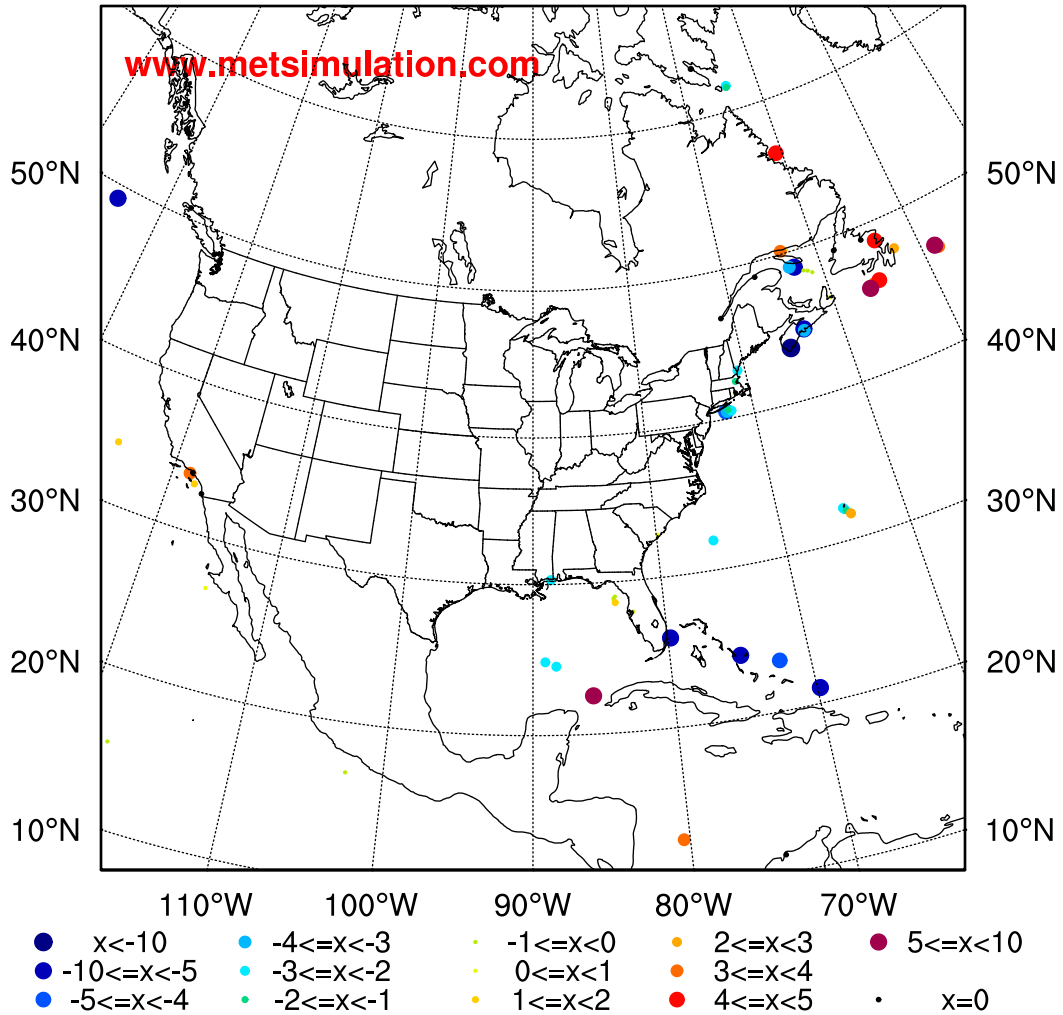 www.metsimulation.com
50°N 50°N
40°N 40°N
30°N 30°N
20°N 20°N
10°N 10°N
110°W 100°W 90°W 80°W 70°W
x<-10 -4<=x<-3 -1<=x<0 2<=x<3 5<=x<10
-10<=x<-5 -3<=x<-2 0<=x<1 3<=x<4
-5<=x<-4 -2<=x<-1 1<=x<2 4<=x<5 x=0